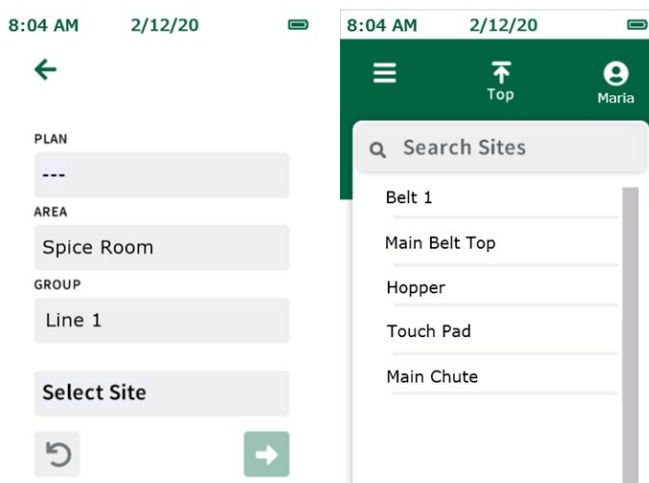 8:04 AM 2/12/20
PLAN
---
AREA
Spice Room
GROUP
Line 1
Select Site
8:04 AM 2/12/20
Top
Maria
Search Sites
Belt 1
Main Belt Top
Hopper
Touch Pad
Main Chute